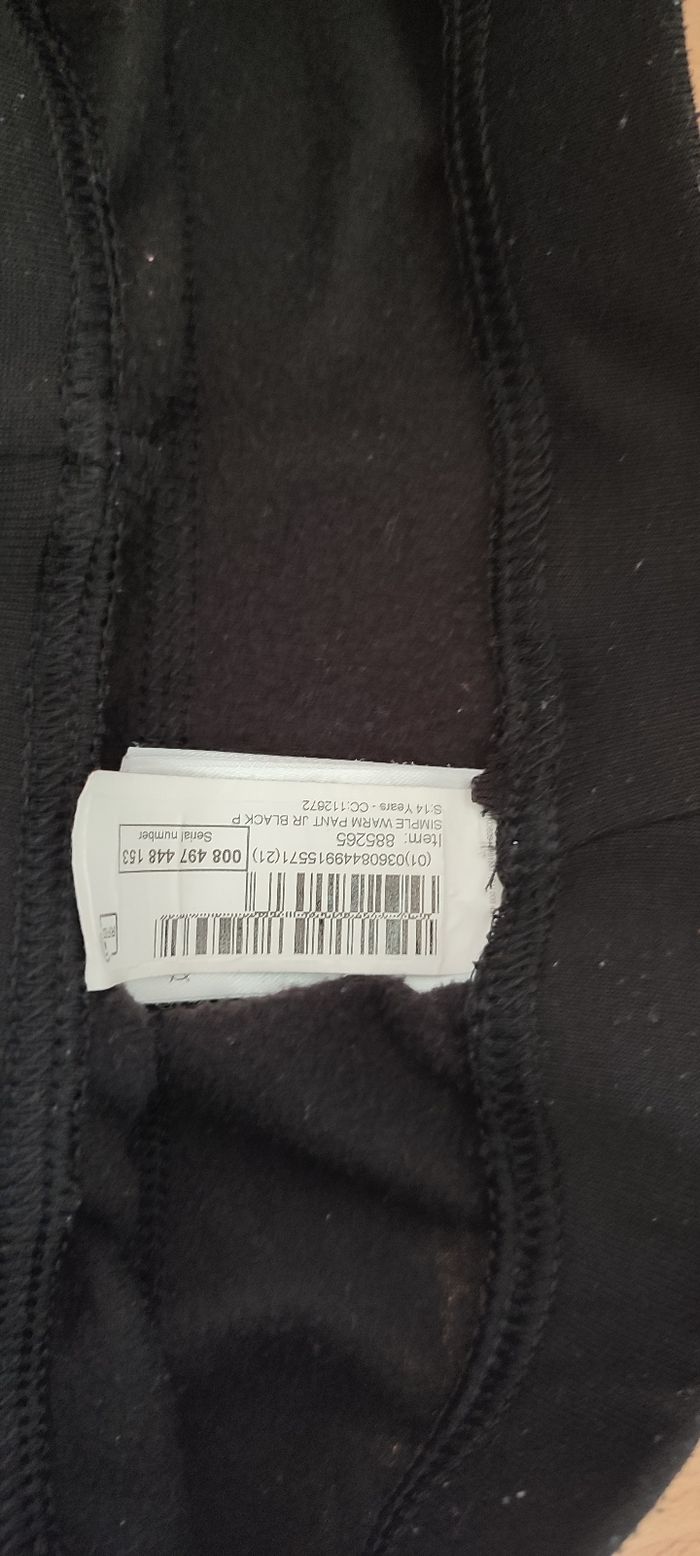 (01)03608449915571(21)
008 497 448 153
Serial number
Item: 885265
SIMPLE WARM PANT JR BLACK P
S:14 Years - CC:112672